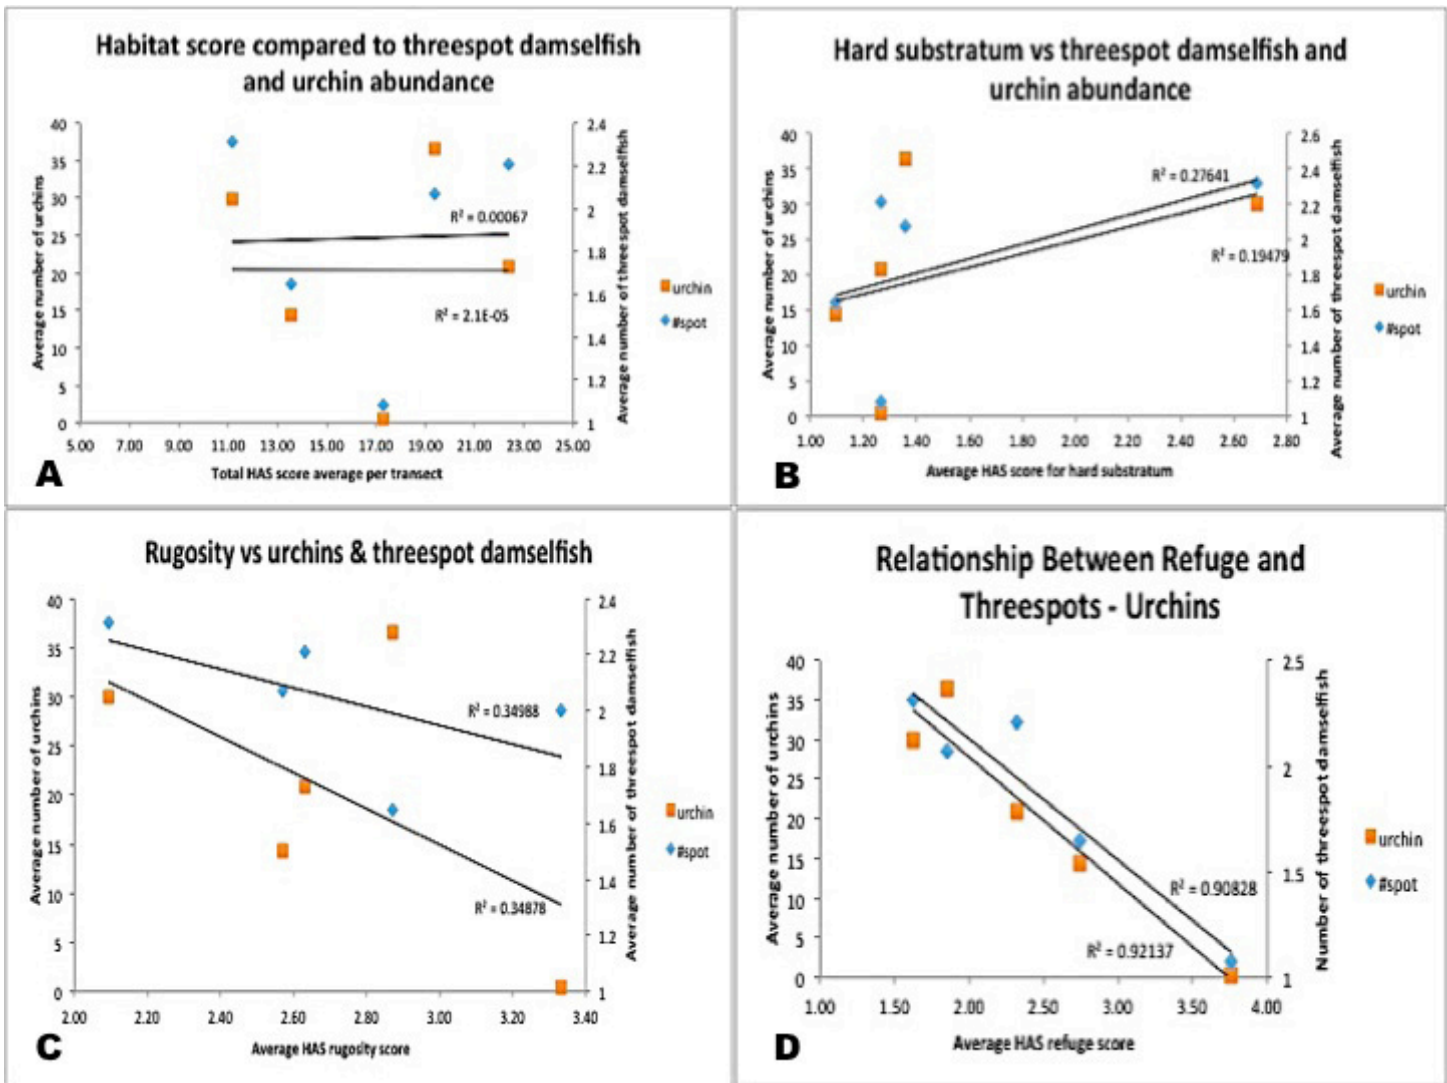 Habitat score compared to threespot damselfish
and urchin abundance
Average number of urchins
40
35
30
25
20
15
10
5
0
2.4
2.2
2
1.8
1.6
1.4
1.2
1
Average number of threespot damselfish
R² = 0.00067
R² = 2.1E-05
urchin
#spot
5.00 7.00 9.00 11.00 13.00 15.00 17.00 19.00 21.00 23.00 25.00
Total HAS score average per transect
A
Hard substratum vs threespot damselfish and
urchin abundance
Average number of urchins
40
35
30
25
20
15
10
5
0
2.6
2.4
2.2
2
1.8
1.6
1.4
1.2
1
Average number of threespot damselfish
R² = 0.27641
R² = 0.19479
urchin
#spot
1.00 1.20 1.40 1.60 1.80 2.00 2.20 2.40 2.60 2.80
Average HAS score for hard substratum
B
Rugosity vs urchins & threespot damselfish
Average number of urchins
40
35
30
25
20
15
10
5
0
2.4
2.2
2
1.8
1.6
1.4
1.2
1
Average number of threespot damselfish
R² = 0.34988
R² = 0.34878
urchin
#spot
2.00 2.20 2.40 2.60 2.80 3.00 3.20 3.40
Average HAS rugosity score
C
Relationship Between Refuge and
Threespots - Urchins
Average number of urchins
40
35
30
25
20
15
10
5
0
2.5
2
1.5
1
Number of threespot damselfish
R² = 0.90828
R² = 0.92137
urchin
#spot
1.00 1.50 2.00 2.50 3.00 3.50 4.00
Average HAS refuge score
D